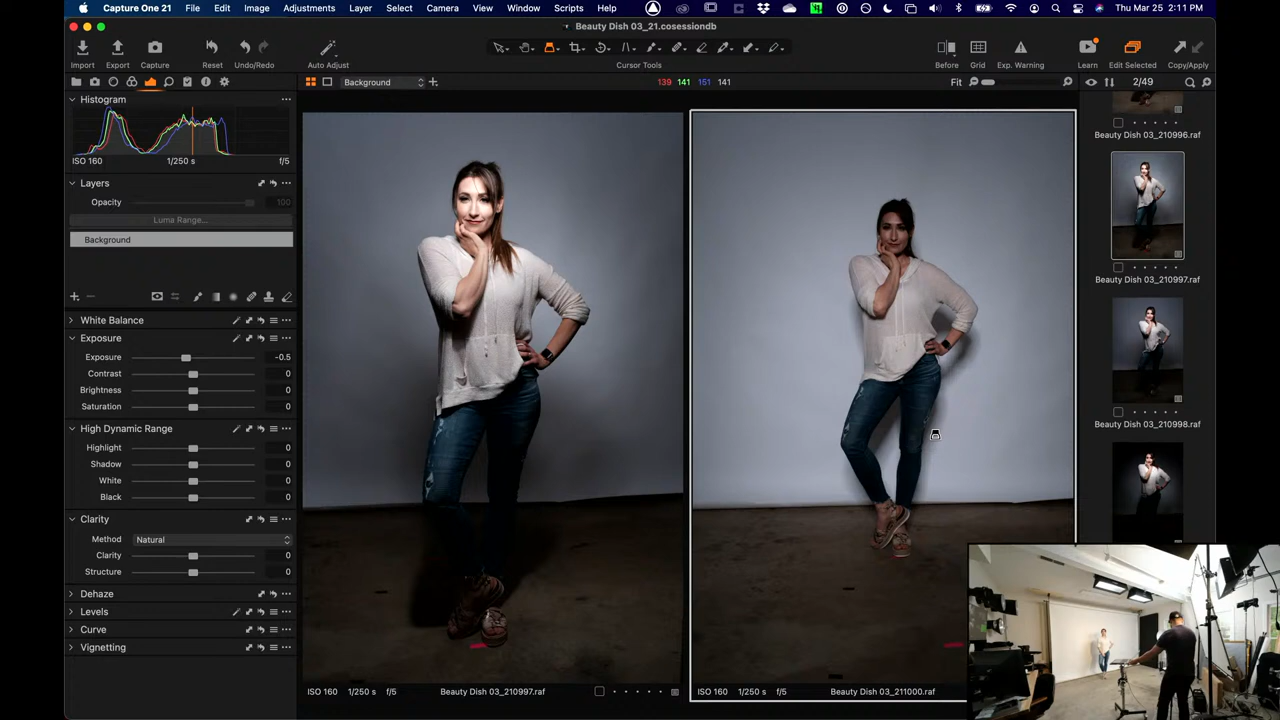 Capture One 21 File Edit Image Adjustments Layer Select Camera View Window Scripts Help Thu Mar 25 2:11 PM
Beauty Dish 03_21.cosessiondb
Import Export Capture Reset Undo/Redo Auto Adjust Cursor Tools Before Grid Exp. Warning Learn Edit Selected Copy/Apply
Background 139 141 151 141 Fit 2/49
Histogram
ISO 160 1/250 s f/5
Layers
Opacity 100
Luma Range...
Background
White Balance
Exposure
Exposure -0.5
Contrast 0
Brightness 0
Saturation 0
High Dynamic Range
Highlight 0
Shadow 0
White 0
Black 0
Clarity
Method Natural
Clarity 0
Structure 0
Dehaze
Levels
Curve
Vignetting
ISO 160 1/250 s f/5 Beauty Dish 03_210997.raf
ISO 160 1/250 s f/5 Beauty Dish 03_211000.raf
Beauty Dish 03_210996.raf
Beauty Dish 03_210997.raf
Beauty Dish 03_210998.raf